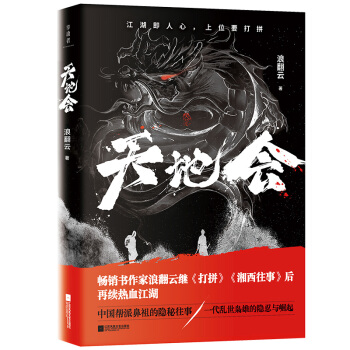 江湖即人心，上位要打拼
浪翻云 著
天地会
畅销书作家浪翻云继《打拼》《湘西往事》后
再续热血江湖
中国帮派鼻祖的隐秘往事 一代乱世枭雄的隐忍与崛起
天地会
浪翻云 著